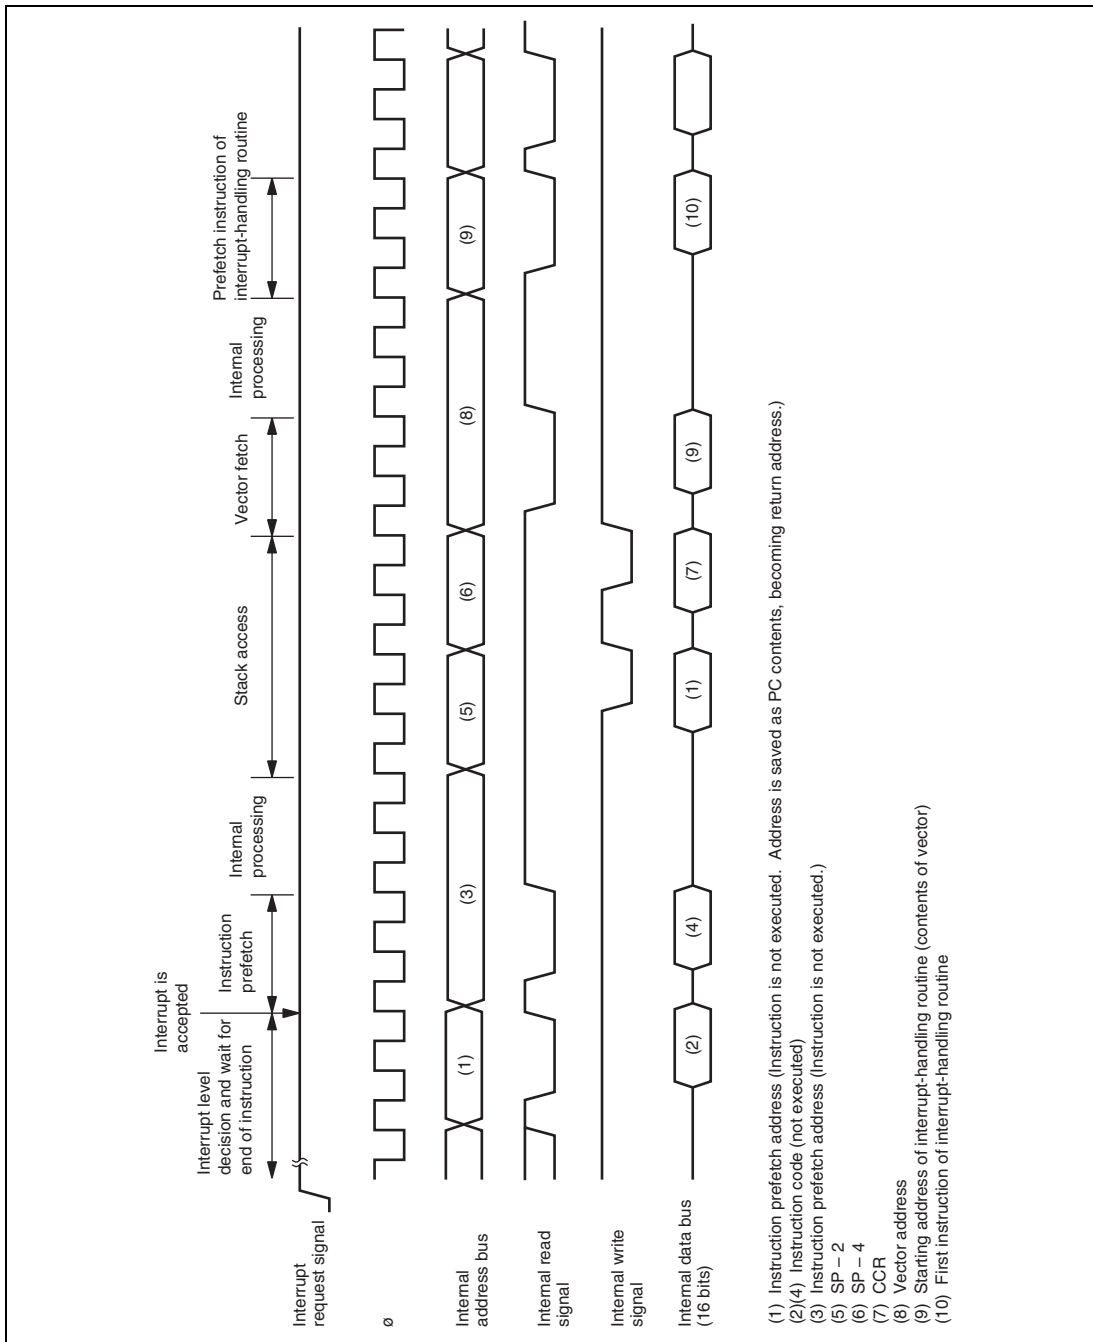 Interrupt is
accepted
Interrupt level
decision and wait for
end of instruction
Instruction
prefetch
Internal
processing
Stack access
Vector fetch
Internal
processing
Prefetch instruction of
interrupt-handling routine
Interrupt
request signal
ø
Internal
address bus
(1)
(3)
(5)
(6)
(8)
(9)
Internal read
signal
Internal write
signal
Internal data bus
(16 bits)
(2)
(4)
(1)
(7)
(9)
(10)
(1) Instruction prefetch address (Instruction is not executed. Address is saved as PC contents, becoming return address.)
(2)(4) Instruction code (not executed)
(3) Instruction prefetch address (Instruction is not executed.)
(5) SP – 2
(6) SP – 4
(7) CCR
(8) Vector address
(9) Starting address of interrupt-handling routine (contents of vector)
(10) First instruction of interrupt-handling routine